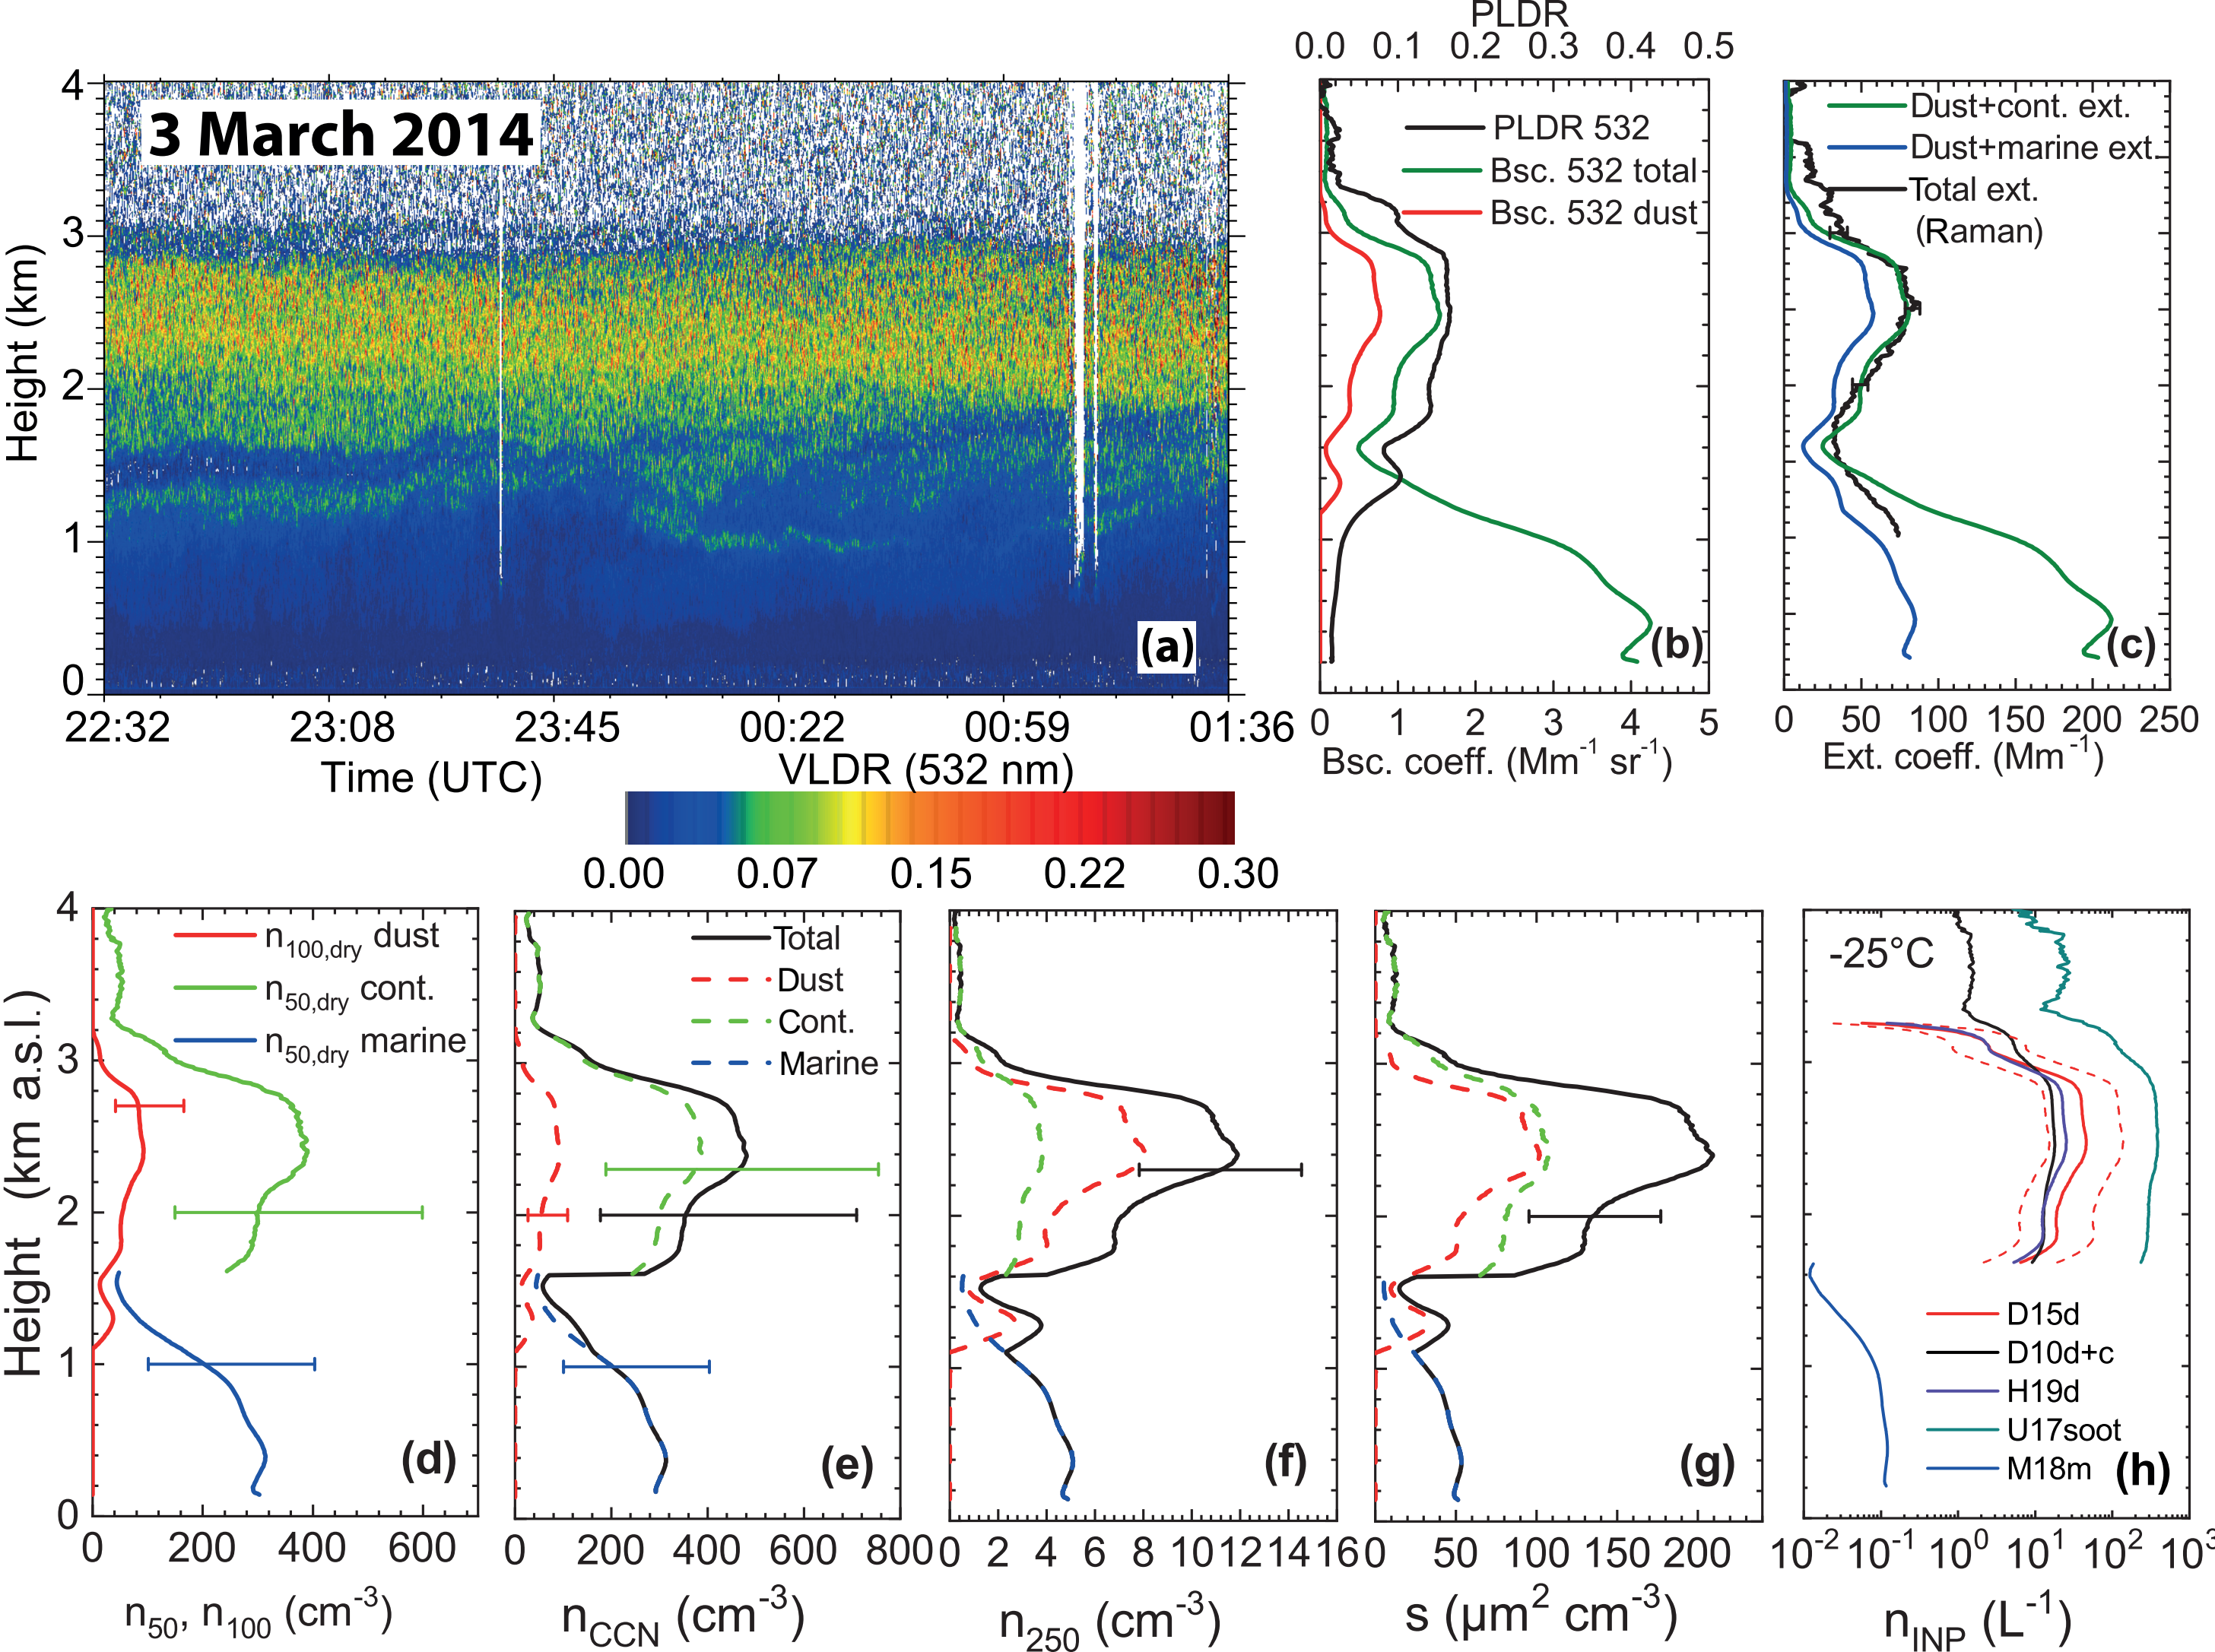 PLDR
0.0 0.1 0.2 0.3 0.4 0.5
4
3
2
1
0
Height (km)
3 March 2014
(a)
22:32 23:08 23:45 00:22 00:59 01:36
Time (UTC)
VLDR (532 nm)
0.00 0.07 0.15 0.22 0.30
PLDR 532
Bsc. 532 total
Bsc. 532 dust
(b)
0 1 2 3 4 5
Bsc. coeff. (Mm-1 sr-1)
Dust+cont. ext.
Dust+marine ext.
Total ext.
(Raman)
(c)
0 50 100 150 200 250
Ext. coeff. (Mm-1)
4
3
2
1
0
Height (km a.s.l.)
n100,dry dust
n50,dry cont.
n50,dry marine
(d)
0 200 400 600
n50, n100 (cm-3)
Total
Dust
Cont.
Marine
(e)
0 200 400 600 800
nCCN (cm-3)
(f)
0 2 4 6 8 10 12 14 16
n250 (cm-3)
(g)
0 50 100 150 200
s (µm2 cm-3)
-25°C
D15d
D10d+c
H19d
U17soot
M18m
(h)
10-2 10-1 100 101 102 103
nINP (L-1)